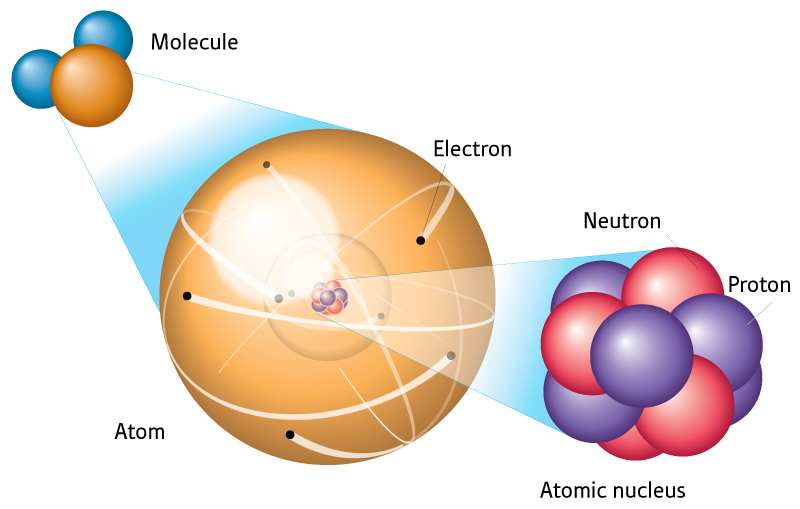 Molecule
Electron
Neutron
Proton
Atom
Atomic nucleus